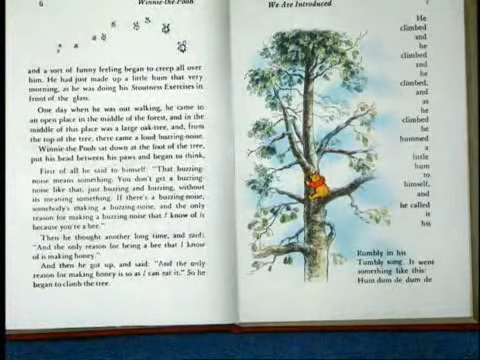 6
Winnie-the-Pooh
and a sort of funny feeling began to creep all over
him. He had just made up a little hum that very
morning, as he was doing his Stoutness Exercises in
front of the glass.
One day when he was out walking, he came to
an open place in the middle of the forest, and in the
middle of this place was a large oak-tree, and, from
the top of the tree, there came a loud buzzing-noise.
Winnie-the-Pooh sat down at the foot of the tree,
put his head between his paws and began to think,
First of all he said to himself: "That buzzing-
noise means something. You don't get a buzzing-
noise like that, just buzzing and buzzing, without
its meaning something. If there's a buzzing-noise,
somebody's making a buzzing-noise, and the only
reason for making a buzzing-noise that I know of is
because you're a bee."
Then he thought another long time, and said:
"And the only reason for being a bee that I know
of is making honey."
And then he got up, and said: "And the only
reason for making honey is so as I can eat it." So he
began to climb the tree.
We Are Introduced
He
climbed
and
he
climbed
and
he
climbed,
and
as
he
climbed
he
hummed
a
little
hum
to
himself,
and
he called
it
his
Rumbly in his
Tumbly song. It went
something like this:
Hum dum de dum de